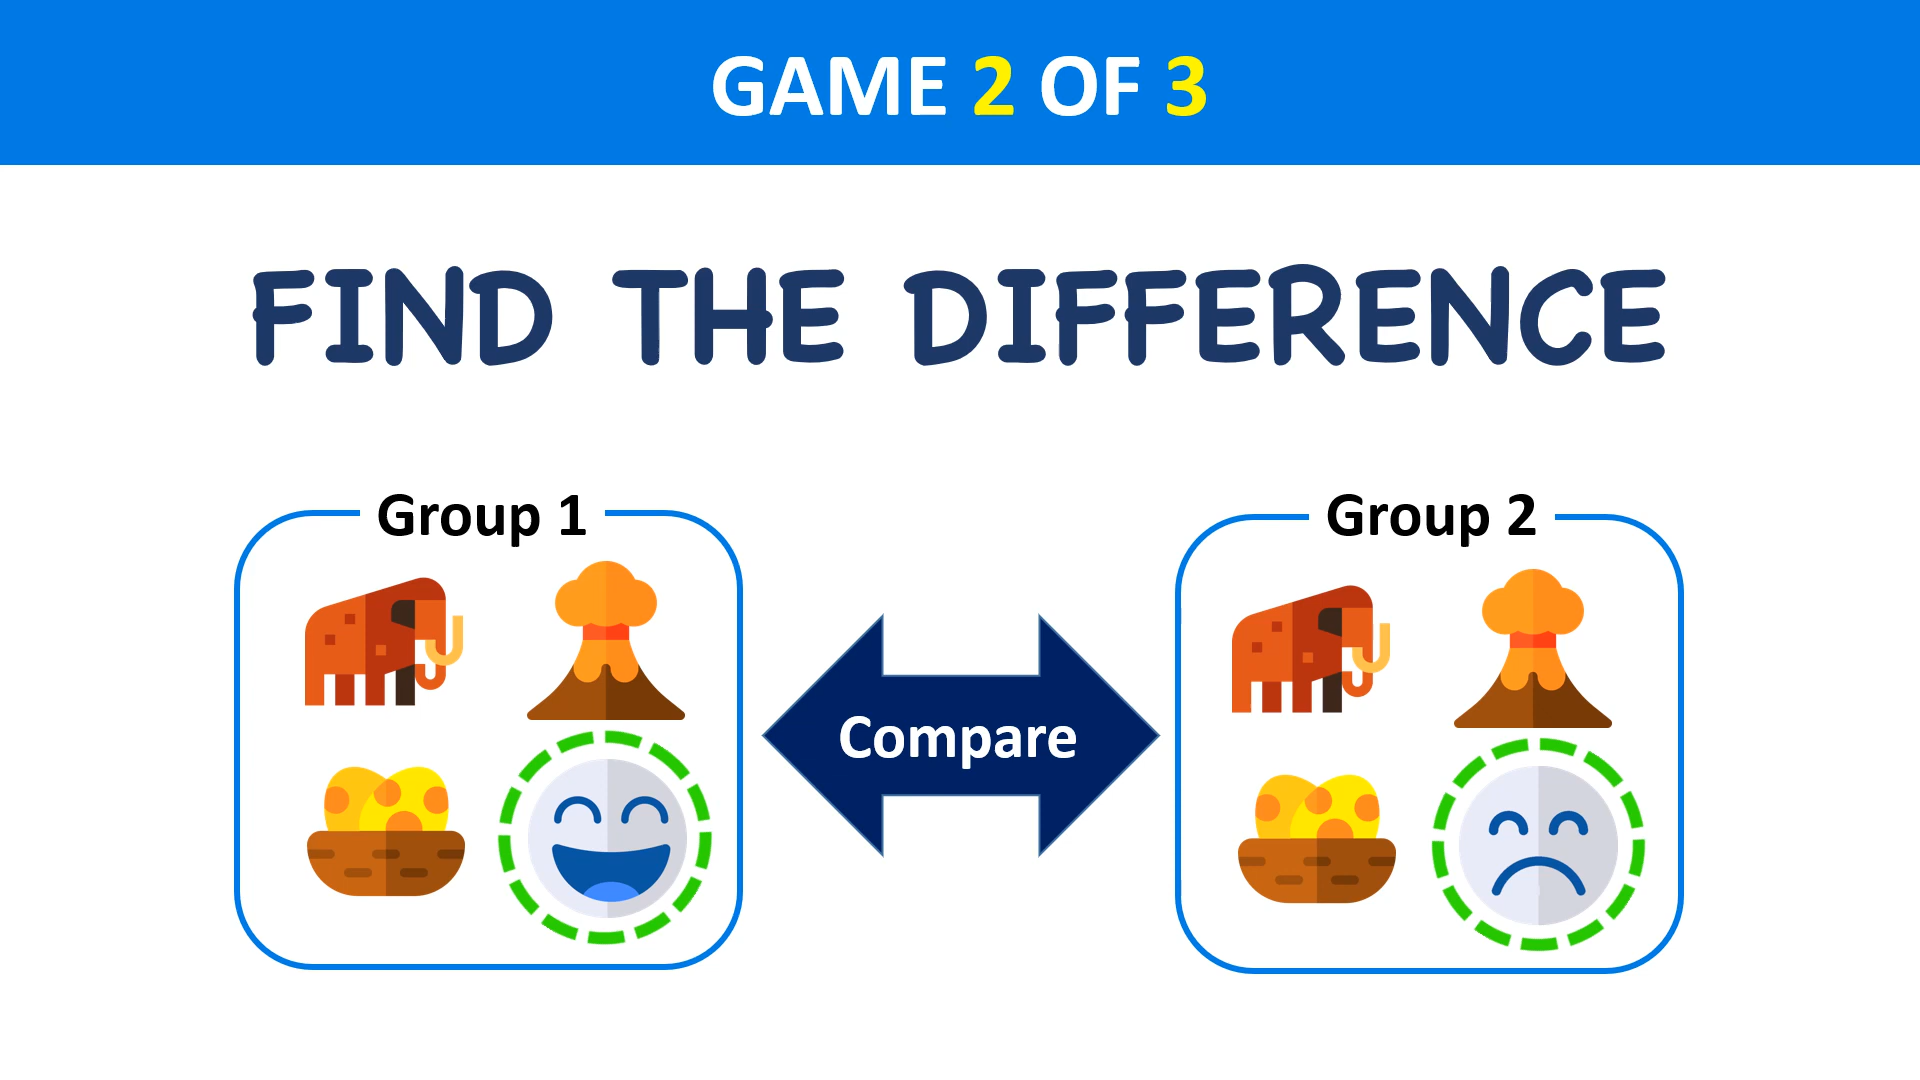 GAME 2 OF 3
FIND THE DIFFERENCE
Group 1
Group 2
Compare